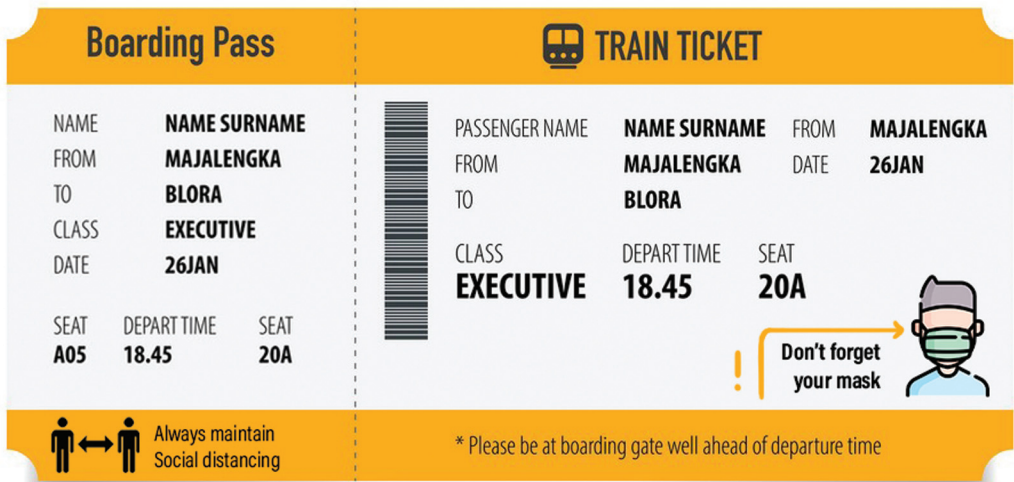 Boarding Pass
NAME NAME SURNAME
FROM MAJALENGKA
TO BLORA
CLASS EXECUTIVE
DATE 26JAN
SEAT DEPART TIME SEAT
A05 18.45 20A
Always maintain
Social distancing
TRAIN TICKET
PASSENGER NAME NAME SURNAME FROM MAJALENGKA
FROM MAJALENGKA DATE 26JAN
TO BLORA
CLASS DEPART TIME SEAT
EXECUTIVE 18.45 20A
! Don't forget
your mask
* Please be at boarding gate well ahead of departure time